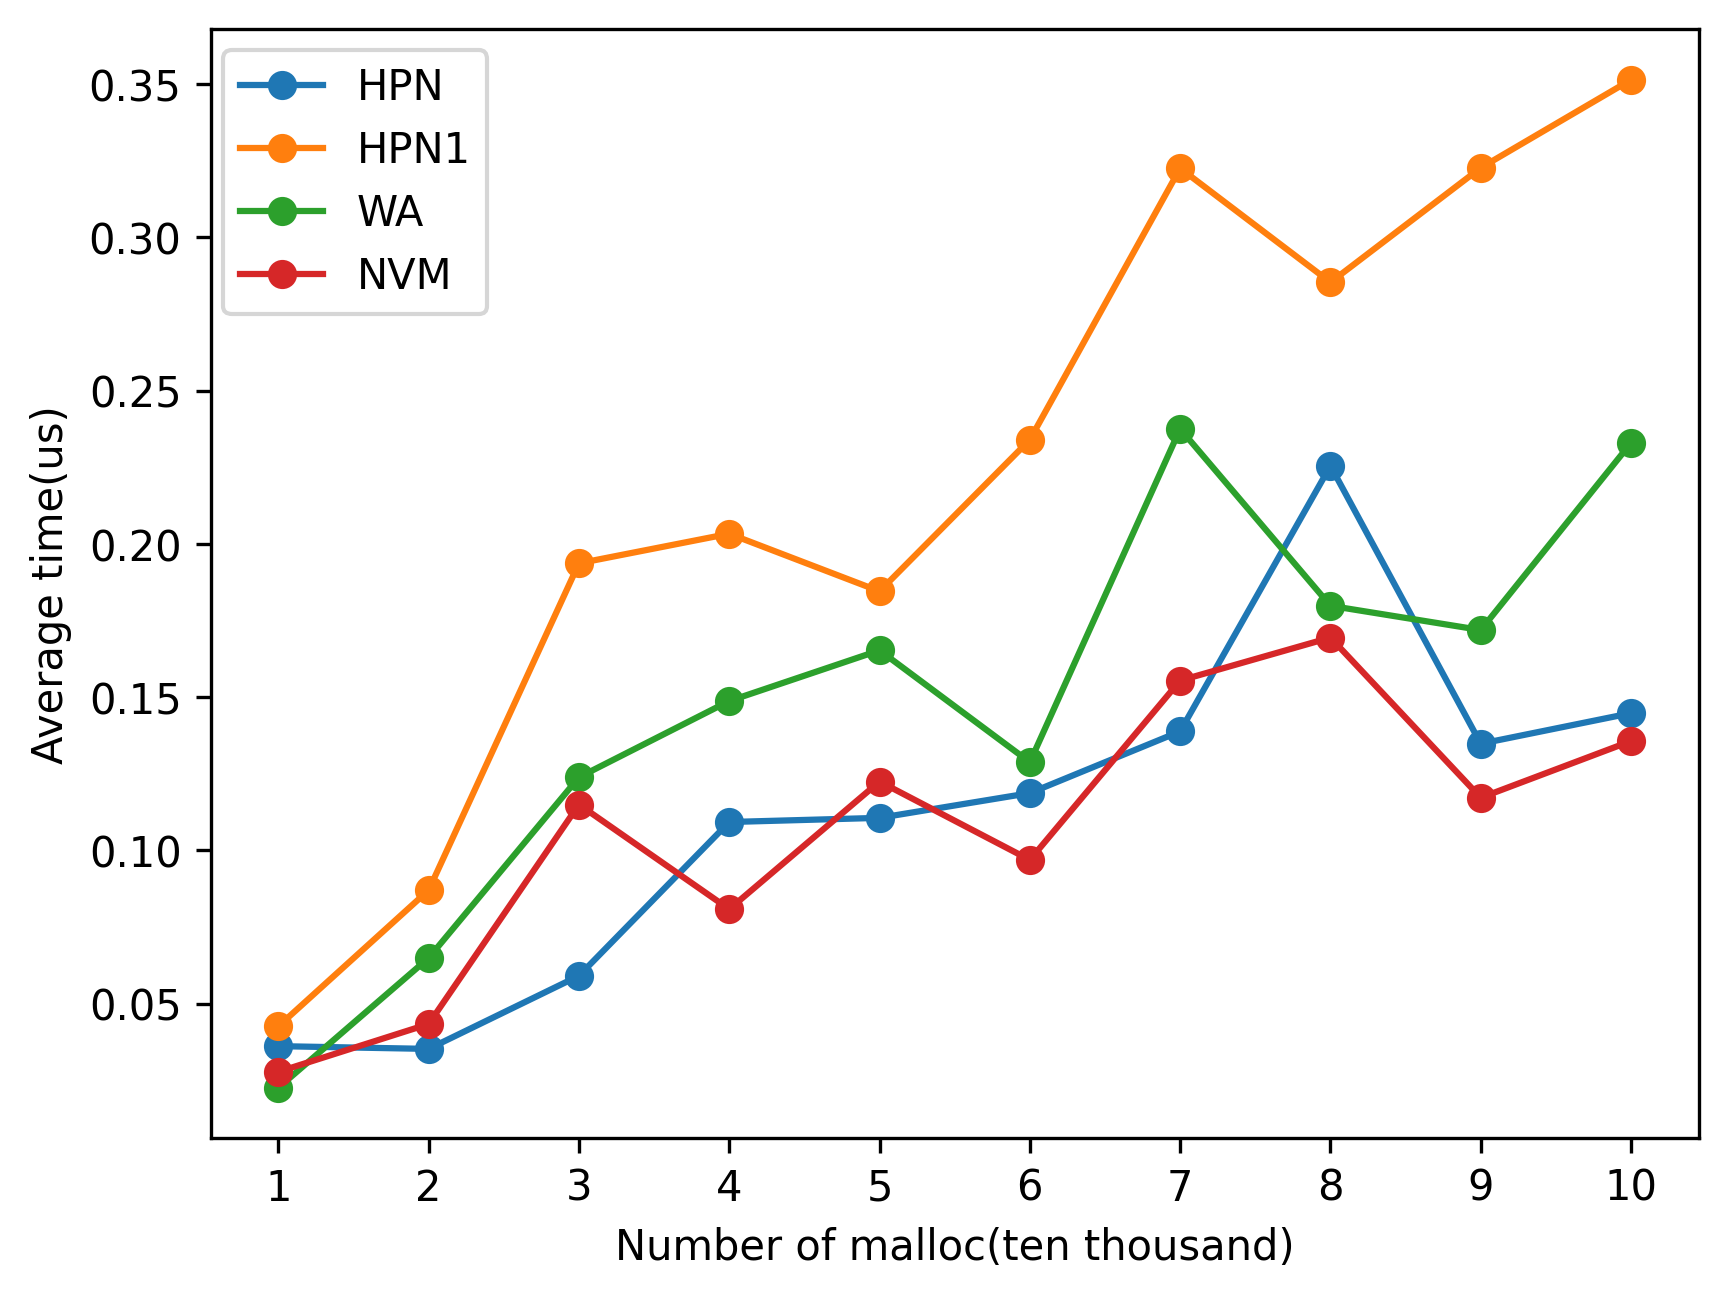 HPN
HPN1
WA
NVM
0.35
0.30
0.25
0.20
0.15
0.10
0.05
Average time(us)
1 2 3 4 5 6 7 8 9 10
Number of malloc(ten thousand)